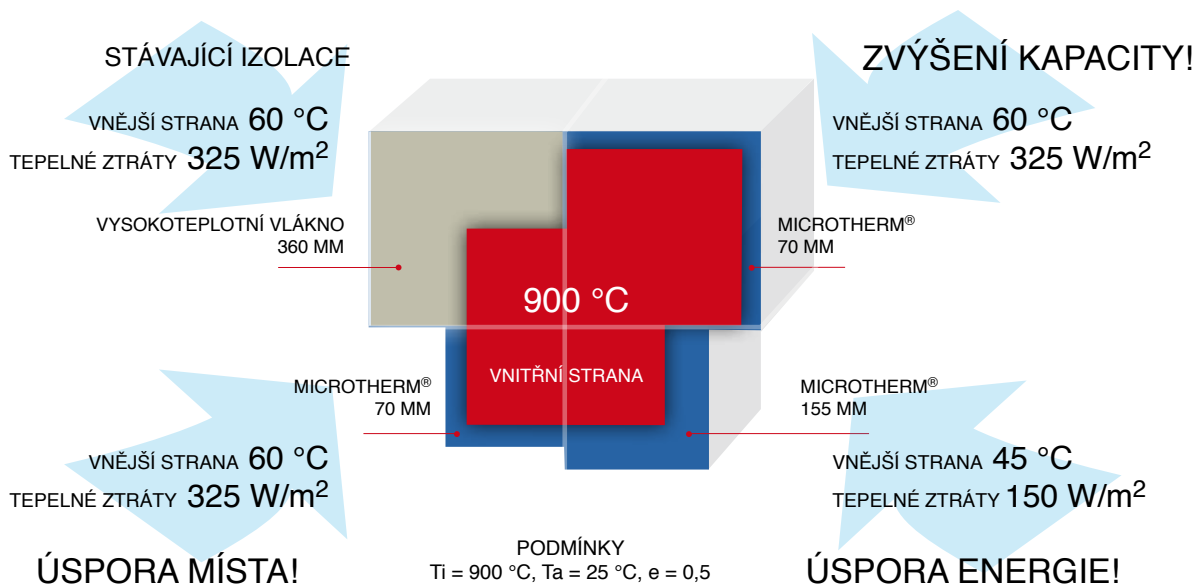 STÁVAJÍCÍ IZOLACE
VNĚJŠÍ STRANA 60 °C
TEPELNÉ ZTRÁTY 325 W/m²
VYSOKOTEPLOTNÍ VLÁKNO
360 MM
ZVÝŠENÍ KAPACITY!
VNĚJŠÍ STRANA 60 °C
TEPELNÉ ZTRÁTY 325 W/m²
MICROTHERM®
70 MM
900 °C
VNITŘNÍ STRANA
MICROTHERM®
70 MM
VNĚJŠÍ STRANA 60 °C
TEPELNÉ ZTRÁTY 325 W/m²
ÚSPORA MÍSTA!
MICROTHERM®
155 MM
VNĚJŠÍ STRANA 45 °C
TEPELNÉ ZTRÁTY 150 W/m²
ÚSPORA ENERGIE!
PODMÍNKY
Ti = 900 °C, Ta = 25 °C, e = 0,5